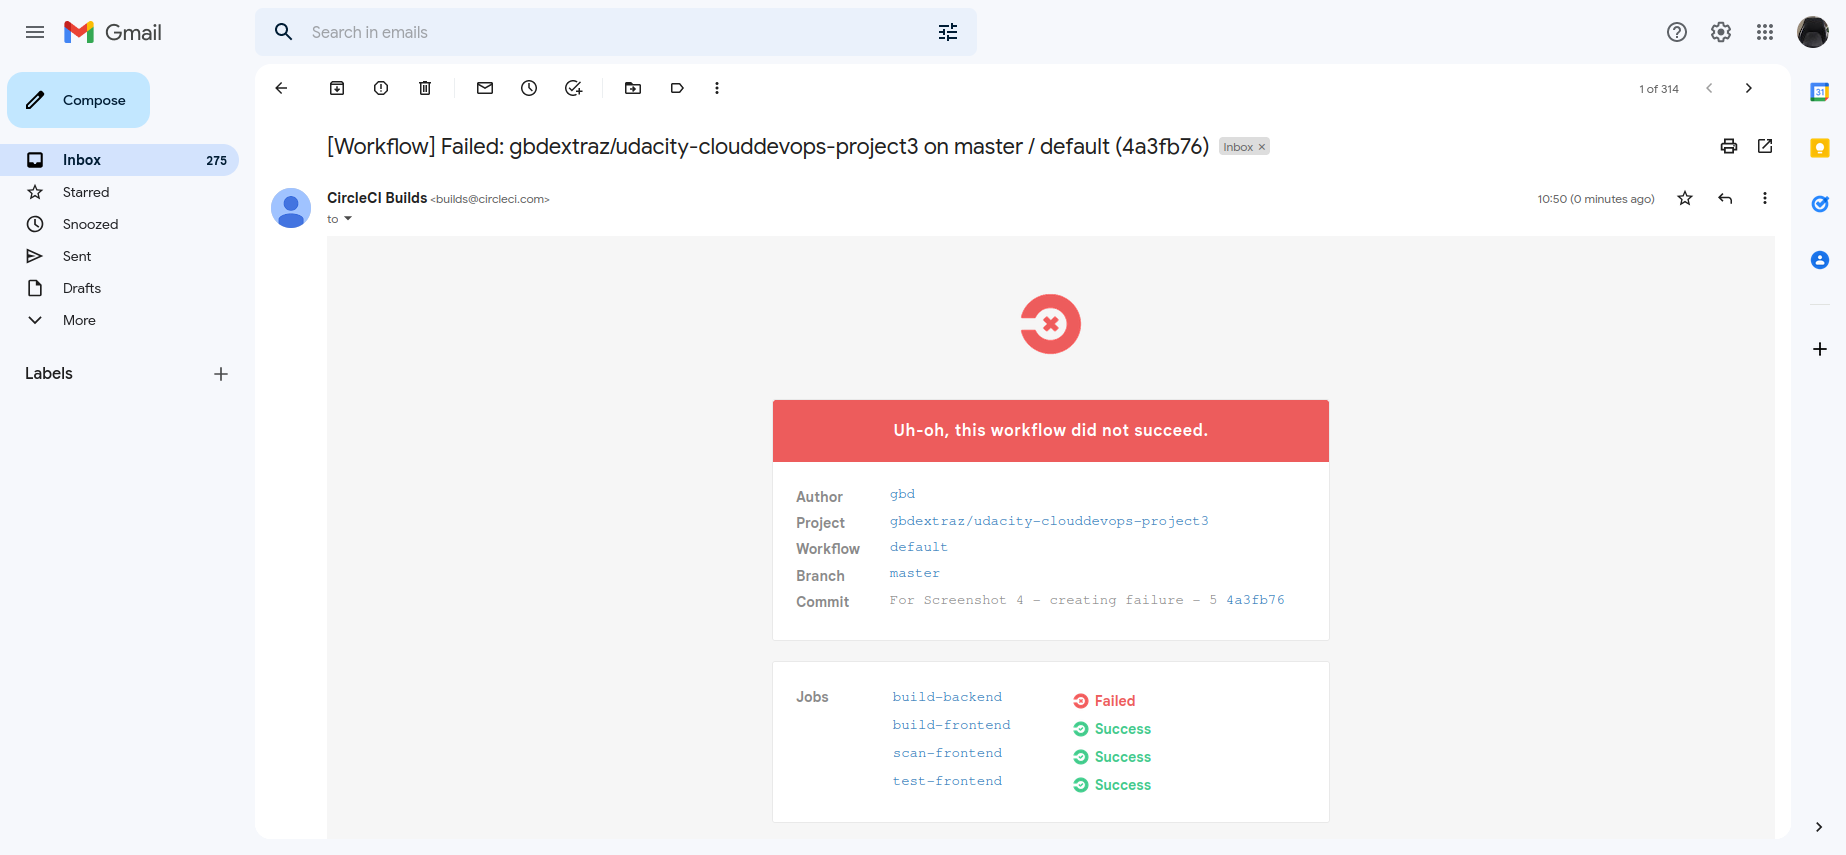 Gmail
Search in emails
Compose
1 of 314
Inbox 275
Starred
Snoozed
Sent
Drafts
More
Labels
[Workflow] Failed: gbdextraz/udacity-clouddevops-project3 on master / default (4a3fb76) Inbox ×
CircleCI Builds <builds@circleci.com> 10:50 (0 minutes ago)
to
Uh-oh, this workflow did not succeed.
Author gbd
Project gbdextraz/udacity-clouddevops-project3
Workflow default
Branch master
Commit For Screenshot 4 - creating failure - 5 4a3fb76
Jobs build-backend Failed
build-frontend Success
scan-frontend Success
test-frontend Success
31